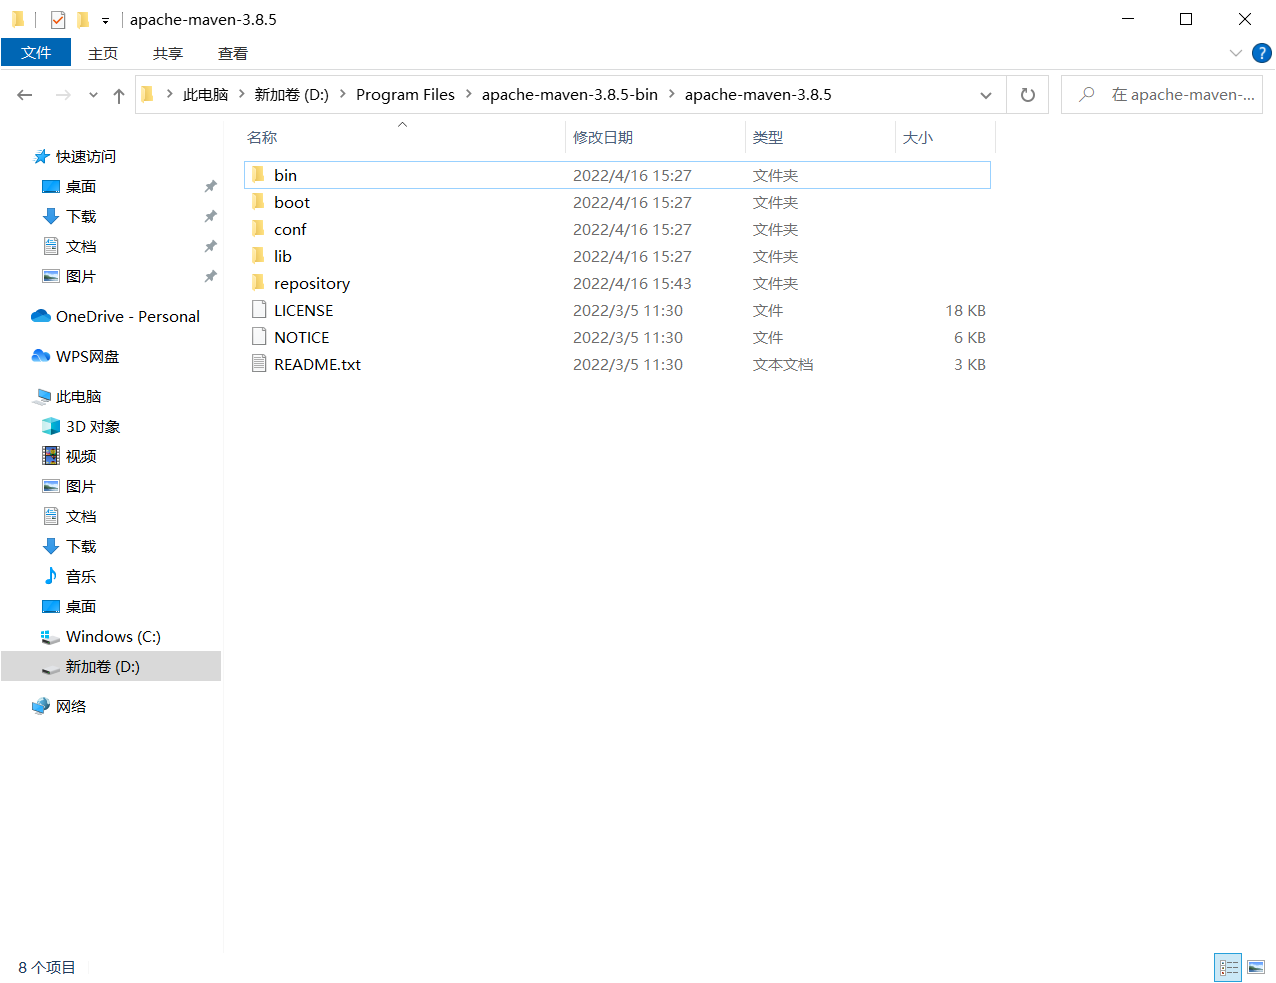 apache-maven-3.8.5
文件 主页 共享 查看 ?
此电脑 新加卷 (D:) Program Files apache-maven-3.8.5-bin apache-maven-3.8.5 在 apache-maven-...
名称 修改日期 类型 大小
快速访问
桌面
下载
文档
图片
OneDrive - Personal
WPS网盘
此电脑
3D 对象
视频
图片
文档
下载
音乐
桌面
Windows (C:)
新加卷 (D:)
网络
bin 2022/4/16 15:27 文件夹
boot 2022/4/16 15:27 文件夹
conf 2022/4/16 15:27 文件夹
lib 2022/4/16 15:27 文件夹
repository 2022/4/16 15:43 文件夹
LICENSE 2022/3/5 11:30 文件 18 KB
NOTICE 2022/3/5 11:30 文件 6 KB
README.txt 2022/3/5 11:30 文本文档 3 KB
8 个项目